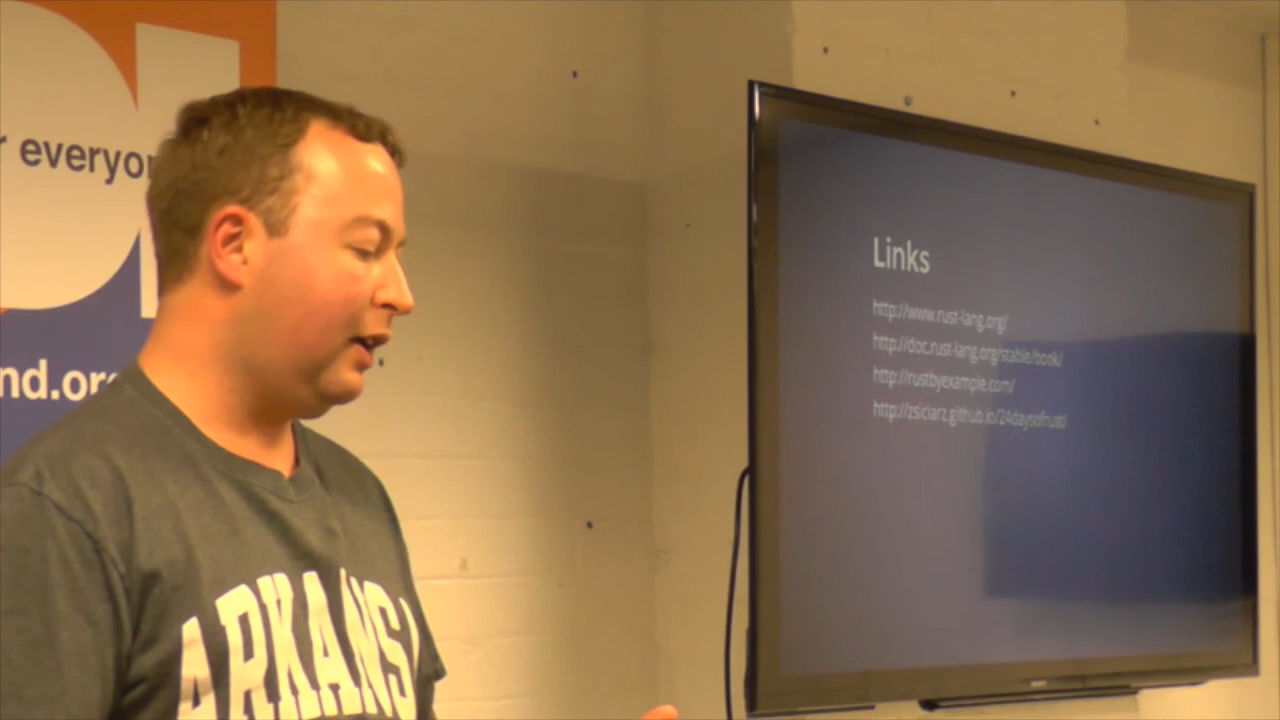 r everyo
nd.or
ARKANS
Links
http://www.rust-lang.org/
http://doc.rust-lang.org/stable/book/
http://rustbyexample.com/
http://zsiciarz.github.io/24daysofrust/